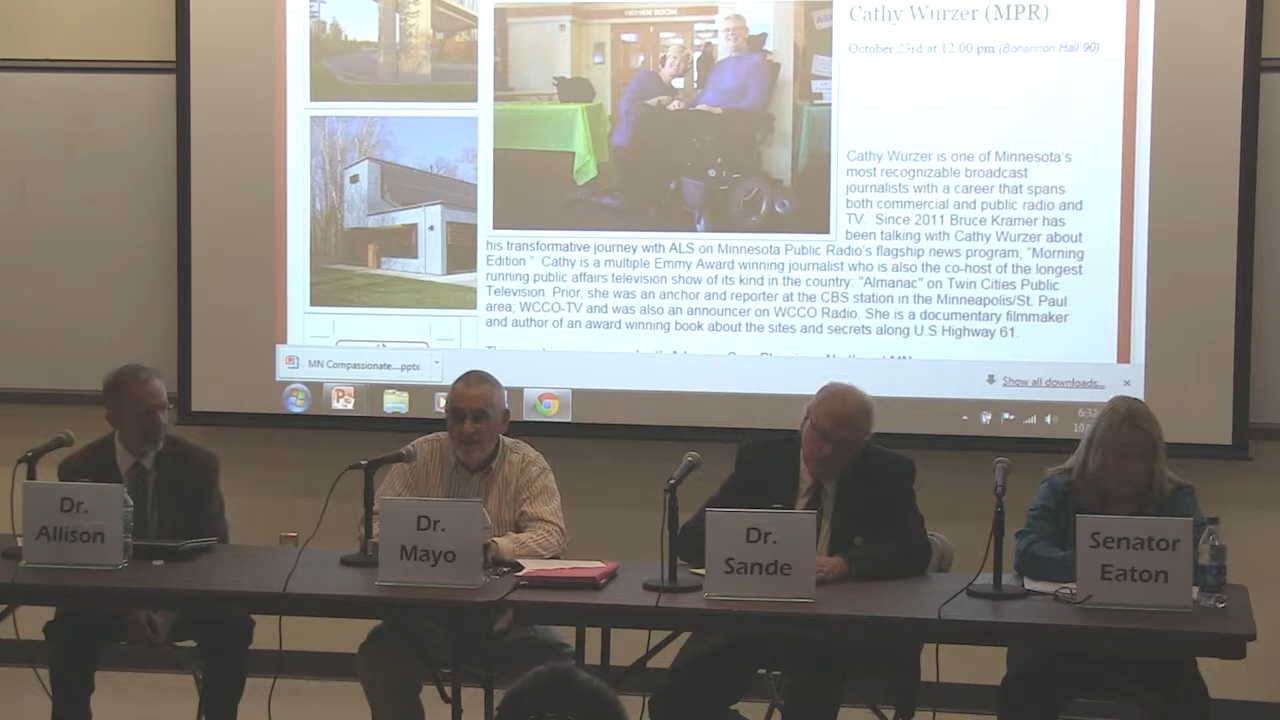 Cathy Wurzer (MPR)
October 23rd at 12:00 pm (Bohannon Hall 90)
Cathy Wurzer is one of Minnesota's
most recognizable broadcast
journalists with a career that spans
both commercial and public radio and
TV. Since 2011 Bruce Kramer has
been talking with Cathy Wurzer about
his transformative journey with ALS on Minnesota Public Radio's flagship news program, "Morning
Edition." Cathy is a multiple Emmy Award winning journalist who is also the co-host of the longest
running public affairs television show of its kind in the country: "Almanac" on Twin Cities Public
Television. Prior, she was an anchor and reporter at the CBS station in the Minneapolis/St. Paul
area; WCCO-TV and was also an announcer on WCCO Radio. She is a documentary filmmaker
and author of an award winning book about the sites and secrets along U.S Highway 61.
MN Compassionate....pptx
Show all downloads...
Dr.
Allison
Dr.
Mayo
Dr.
Sande
Senator
Eaton